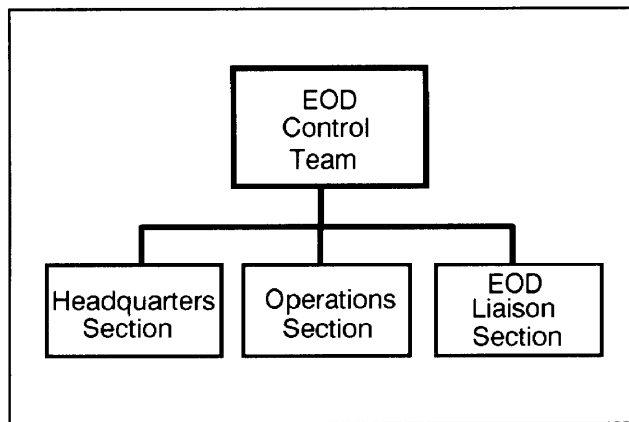 EOD
Control
Team
Headquarters
Section
Operations
Section
EOD
Liaison
Section